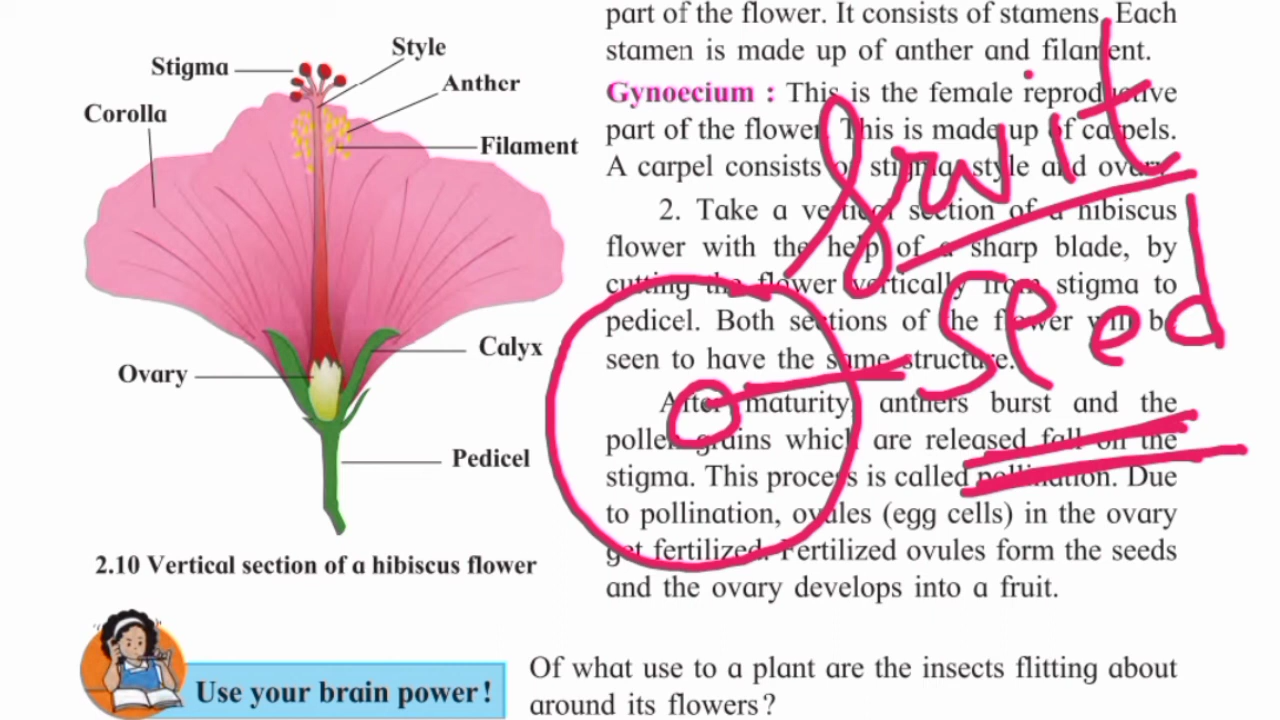 Stigma
Style
Anther
Corolla
Filament
Calyx
Ovary
Pedicel
2.10 Vertical section of a hibiscus flower
part of the flower. It consists of stamens. Each
stamen is made up of anther and filament.
Gynoecium : This is the female reproductive
part of the flower. This is made up of carpels.
A carpel consists of stigma, style and ovary.
2. Take a vertical section of a hibiscus
flower with the help of a sharp blade, by
cutting the flower vertically from stigma to
pedicel. Both sections of the flower will be
seen to have the same structure.
After maturity, anthers burst and the
pollen grains which are released fall on the
stigma. This process is called pollination. Due
to pollination, ovules (egg cells) in the ovary
get fertilized. Fertilized ovules form the seeds
and the ovary develops into a fruit.
fruit
seed
Use your brain power!
Of what use to a plant are the insects flitting about
around its flowers?